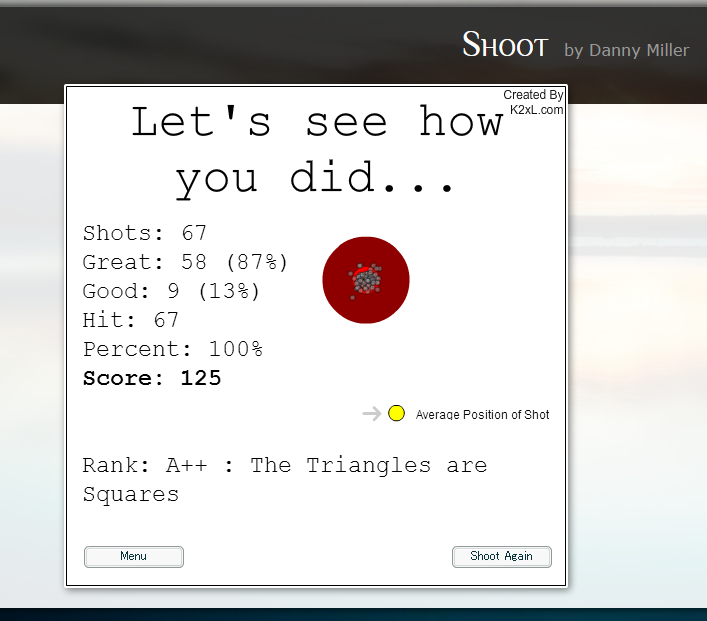 Shoot by Danny Miller
Created By
K2xL.com
Let's see how
you did...
Shots: 67
Great: 58 (87%)
Good: 9 (13%)
Hit: 67
Percent: 100%
Score: 125
Average Position of Shot
Rank: A++ : The Triangles are
Squares
Menu
Shoot Again